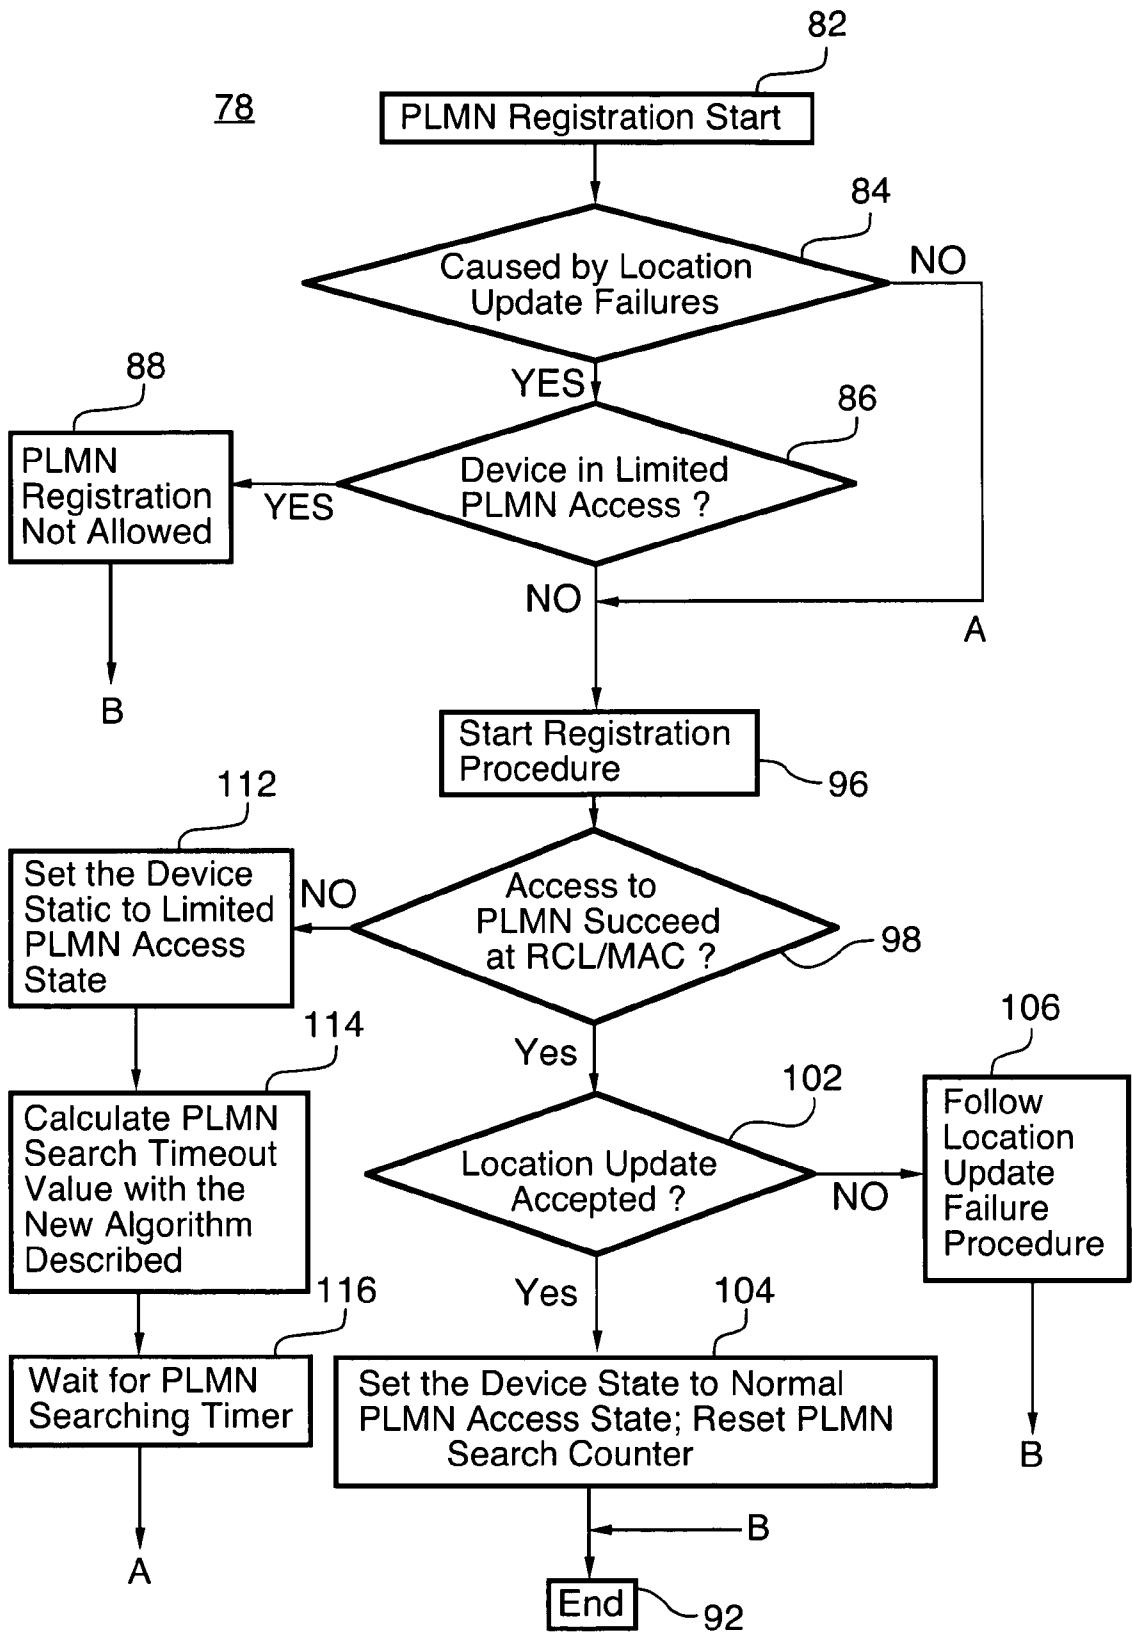 82
78
PLMN Registration Start
84
Caused by Location
Update Failures
NO
YES
88
86
PLMN
Registration
Not Allowed
YES
Device in Limited
PLMN Access ?
NO
A
B
Start Registration
Procedure
96
112
Set the Device
Static to Limited
PLMN Access
State
NO
Access to
PLMN Succeed
at RCL/MAC ?
98
Yes
114
106
Calculate PLMN
Search Timeout
Value with the
New Algorithm
Described
102
Location Update
Accepted ?
NO
Follow
Location
Update
Failure
Procedure
Yes
116
104
Wait for PLMN
Searching Timer
Set the Device State to Normal
PLMN Access State; Reset PLMN
Search Counter
B
A
B
End
92